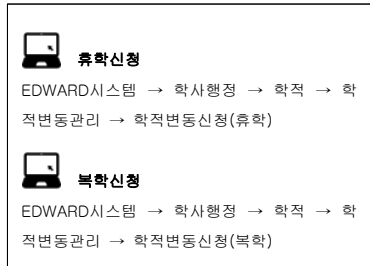 휴학신청
EDWARD시스템 → 학사행정 → 학적 → 학
적변동관리 → 학적변동신청(휴학)
복학신청
EDWARD시스템 → 학사행정 → 학적 → 학
적변동관리 → 학적변동신청(복학)